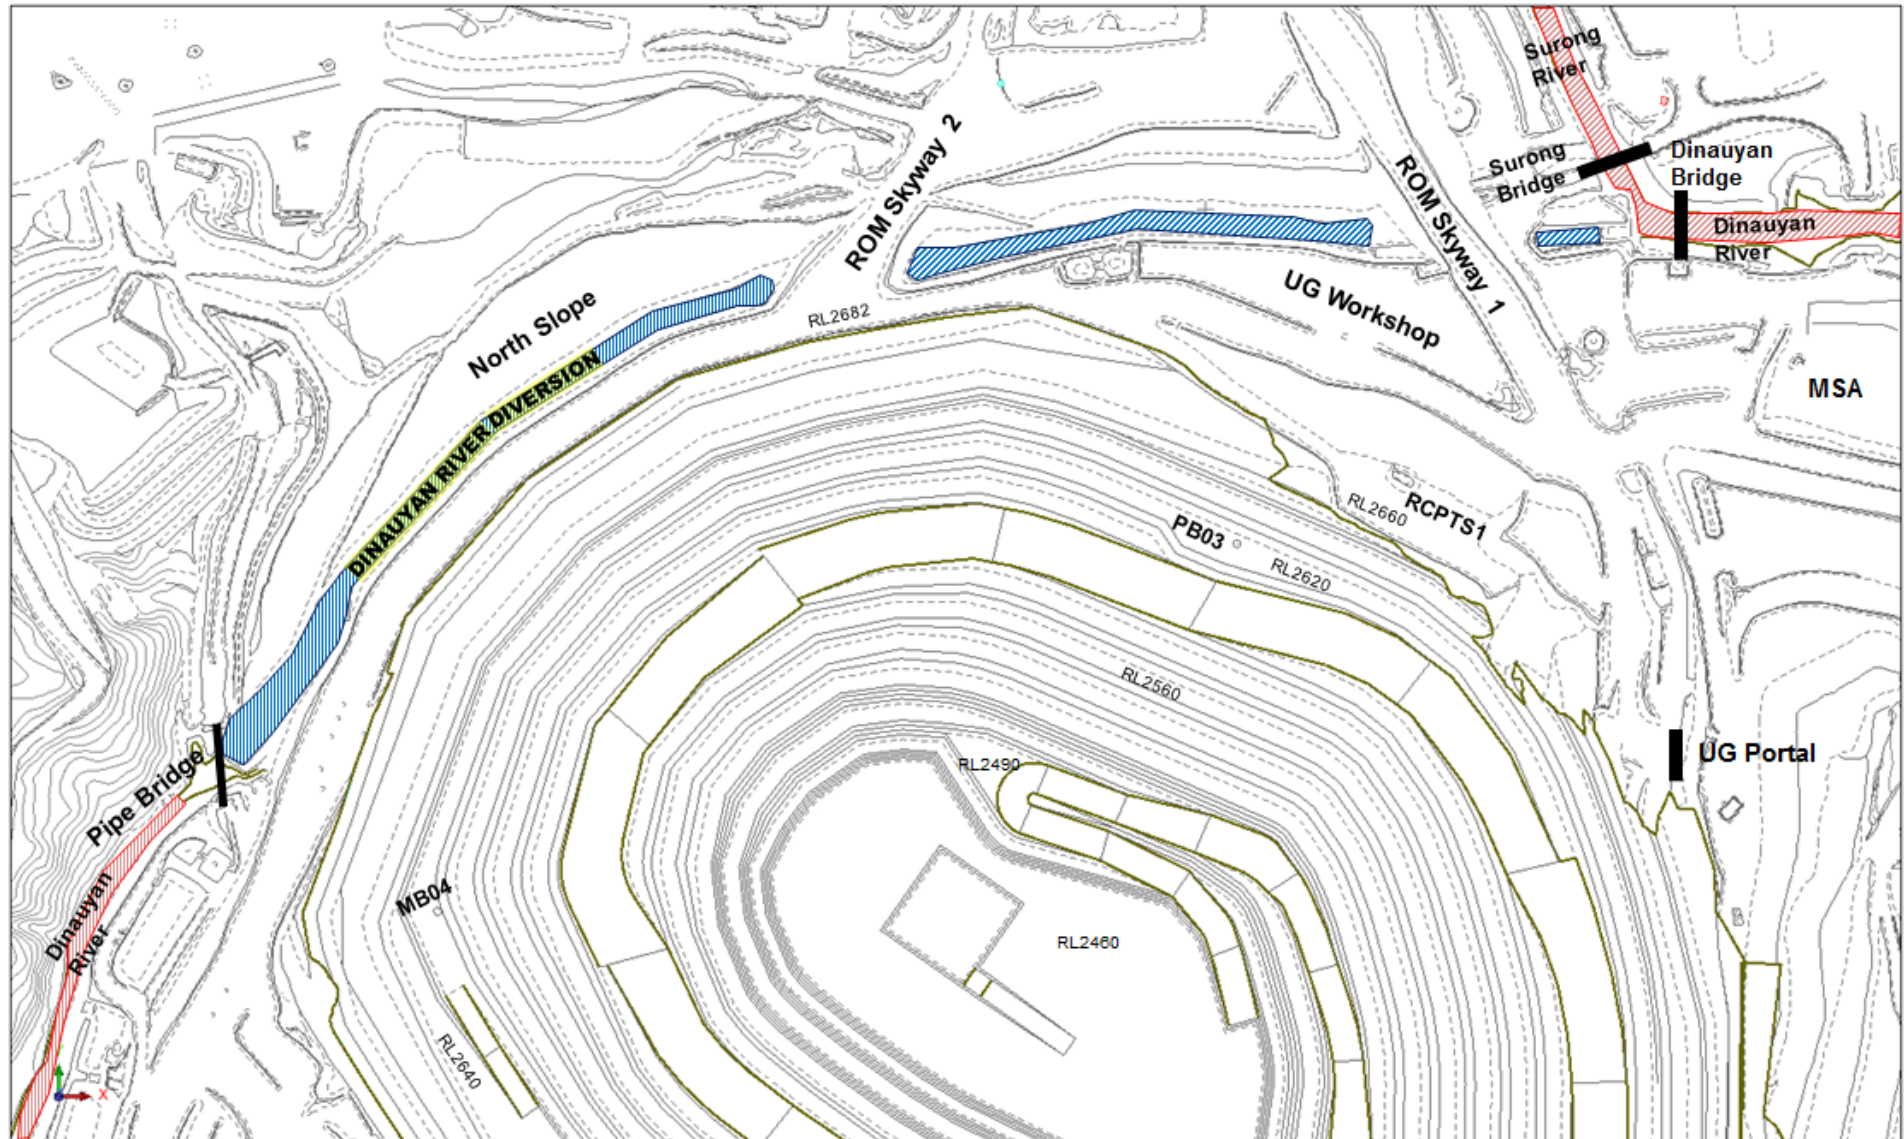 Surong
River
Surong
Bridge
Dinauyan
Bridge
Dinauyan
River
ROM Skyway 2
ROM Skyway 1
UG Workshop
North Slope
RL2682
DINAUYAN RIVER DIVERSION
MSA
RCPTS1
RL2660
PB03
RL2620
RL2560
Pipe Bridge
UG Portal
RL2490
Dinauyan
River
MB04
RL2460
RL2640
X